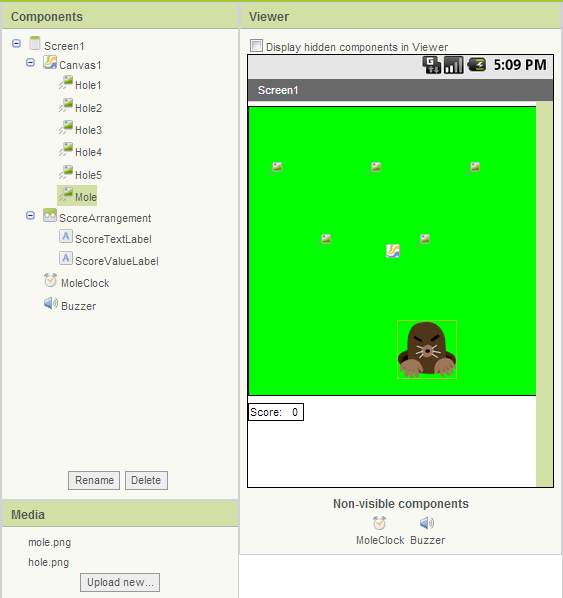 Components
Screen1
Canvas1
Hole1
Hole2
Hole3
Hole4
Hole5
Mole
ScoreArrangement
A ScoreTextLabel
A ScoreValueLabel
MoleClock
Buzzer
Rename Delete
Media
mole.png
hole.png
Upload new...
Viewer
Display hidden components in Viewer
G 5:09 PM
Screen1
Score: 0
Non-visible components
MoleClock Buzzer